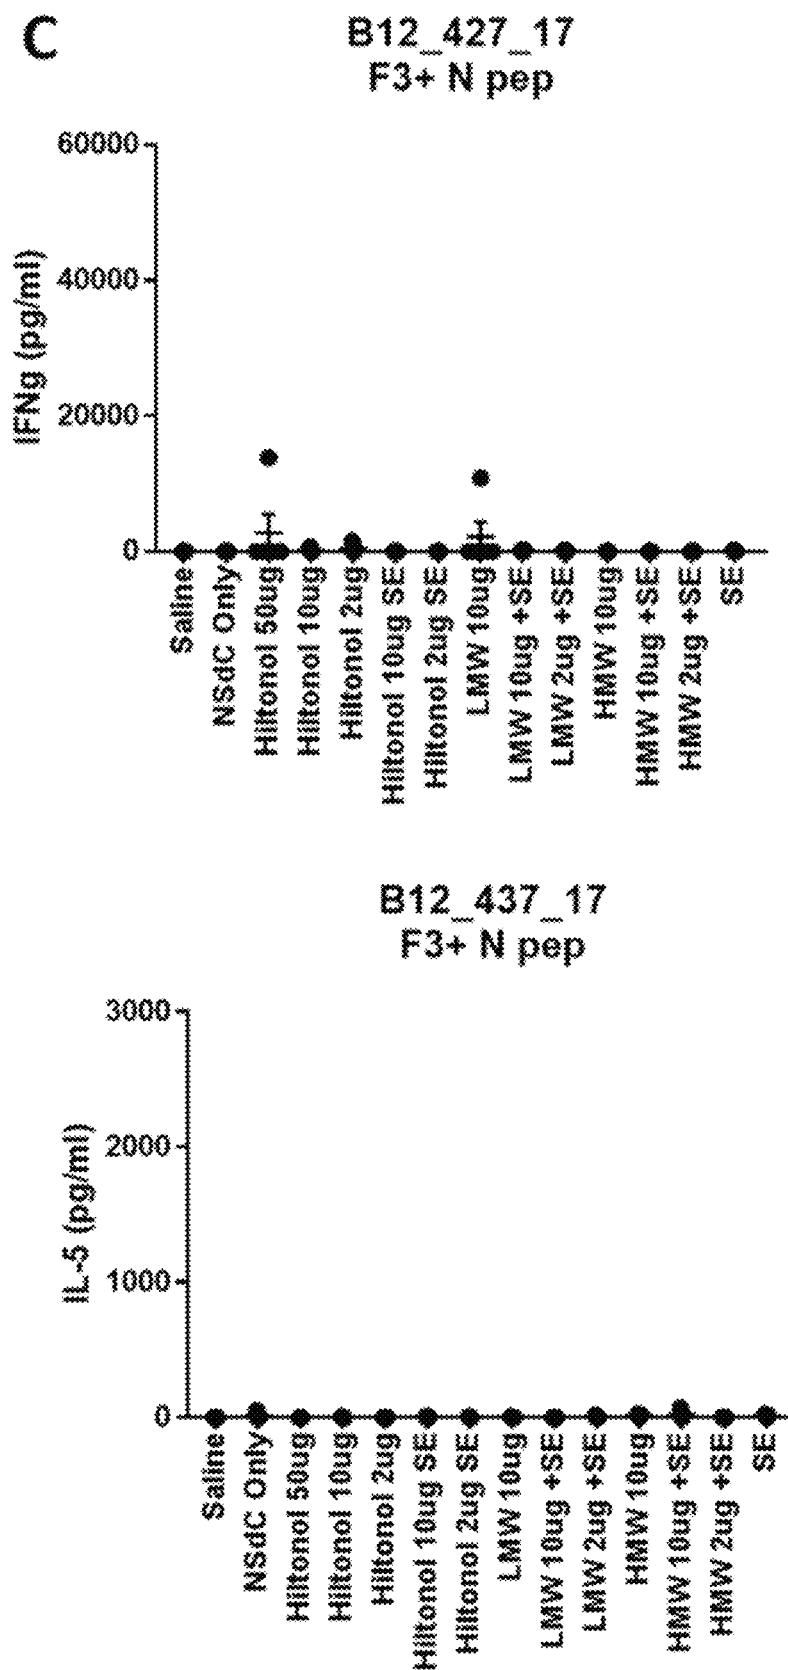 C
B12_427_17
F3+ N pep
60000
40000
20000
0
IFNg (pg/ml)
Saline
NSdC Only
Hiltonol 50ug
Hiltonol 10ug
Hiltonol 2ug
Hiltonol 10ug SE
Hiltonol 2ug SE
LMW 10ug
LMW 10ug +SE
LMW 2ug +SE
HMW 10ug
HMW 10ug +SE
HMW 2ug +SE
SE
B12_437_17
F3+ N pep
3000
2000
1000
0
IL-5 (pg/ml)
Saline
NSdC Only
Hiltonol 50ug
Hiltonol 10ug
Hiltonol 2ug
Hiltonol 10ug SE
Hiltonol 2ug SE
LMW 10ug
LMW 10ug +SE
LMW 2ug +SE
HMW 10ug
HMW 10ug +SE
HMW 2ug +SE
SE